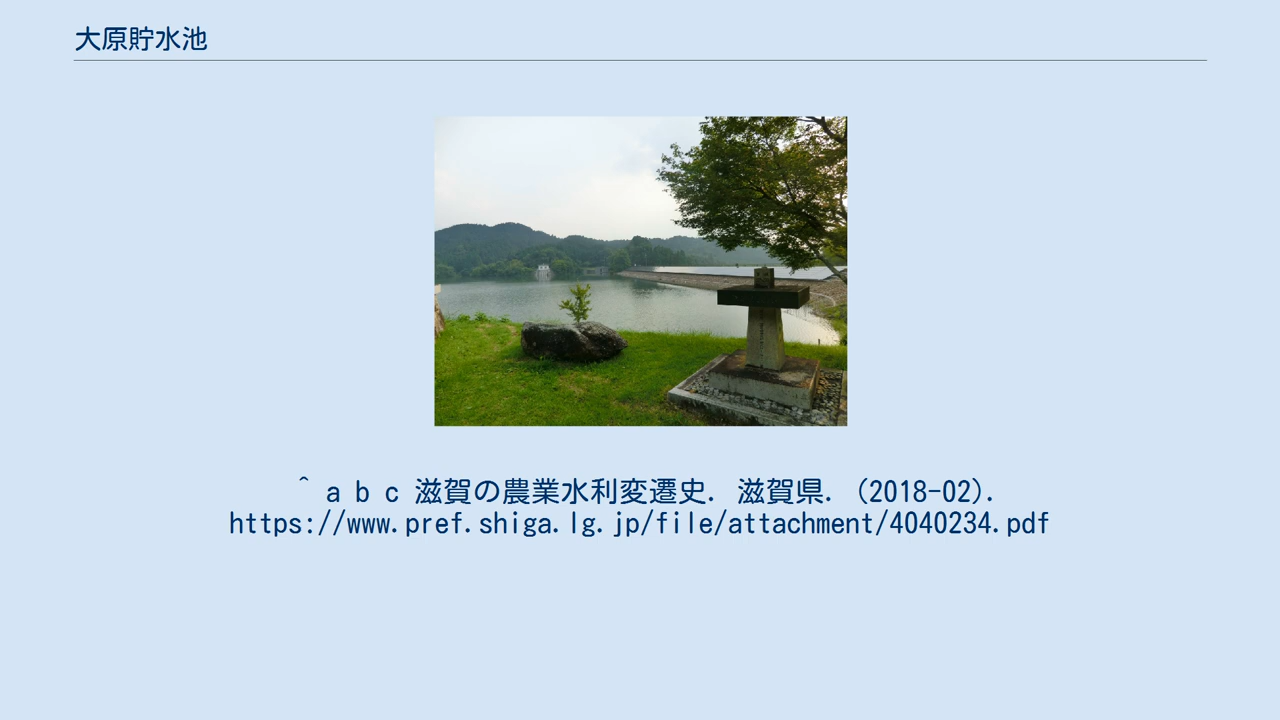 大原貯水池
^ a b c 滋賀の農業水利変遷史. 滋賀県. (2018-02).
https://www.pref.shiga.lg.jp/file/attachment/4040234.pdf